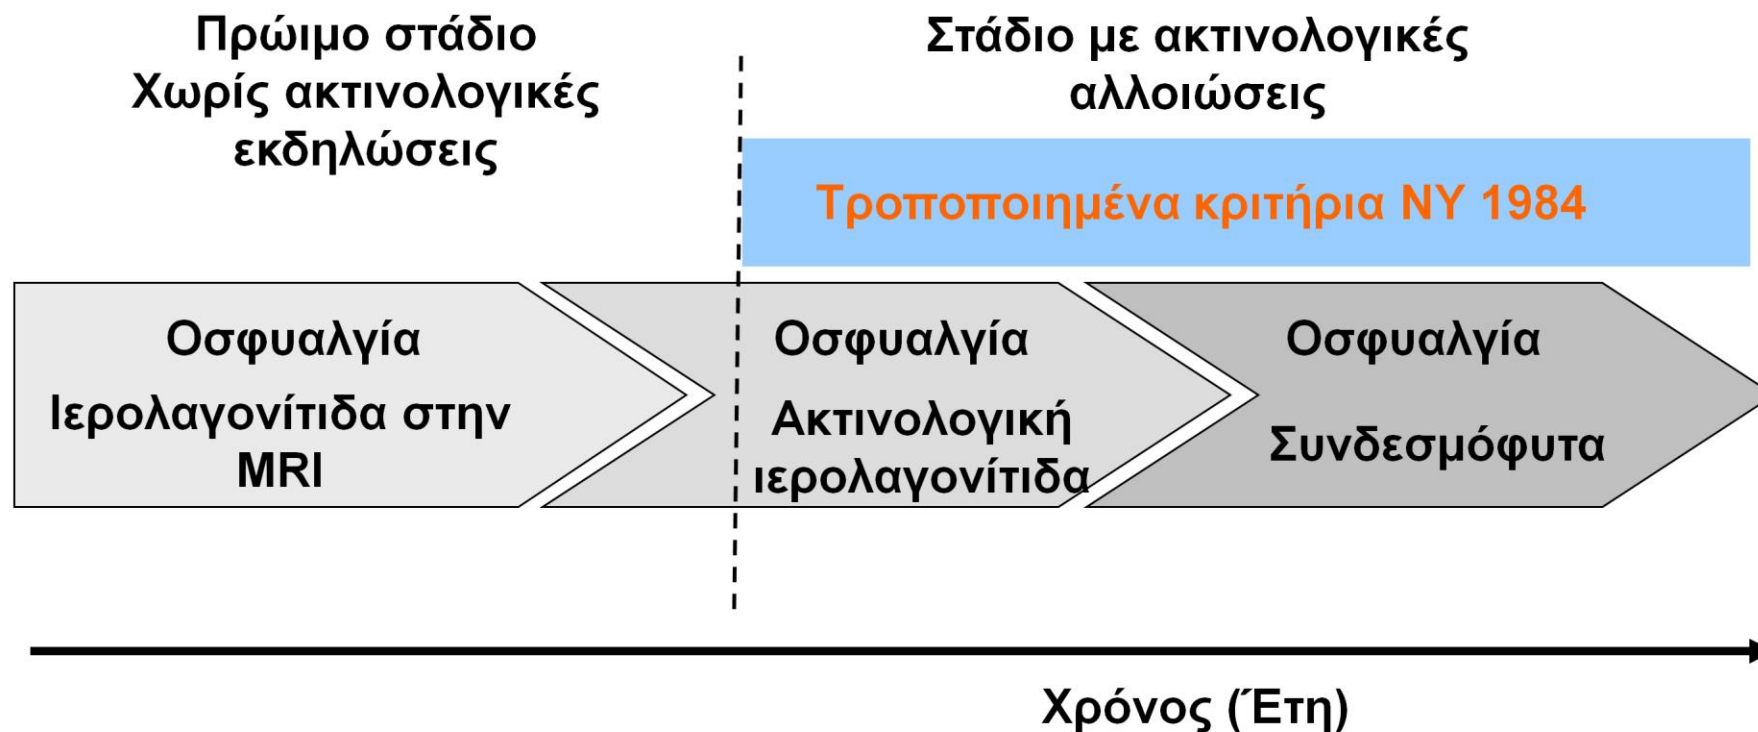 Πρώιμο στάδιο
Χωρίς ακτινολογικές
εκδηλώσεις
Στάδιο με ακτινολογικές
αλλοιώσεις
Τροποποιημένα κριτήρια NY 1984
Οσφυαλγία
Ιερολαγονίτιδα στην
MRI
Οσφυαλγία
Ακτινολογική
ιερολαγονίτιδα
Οσφυαλγία
Συνδεσμόφυτα
Χρόνος (Έτη)